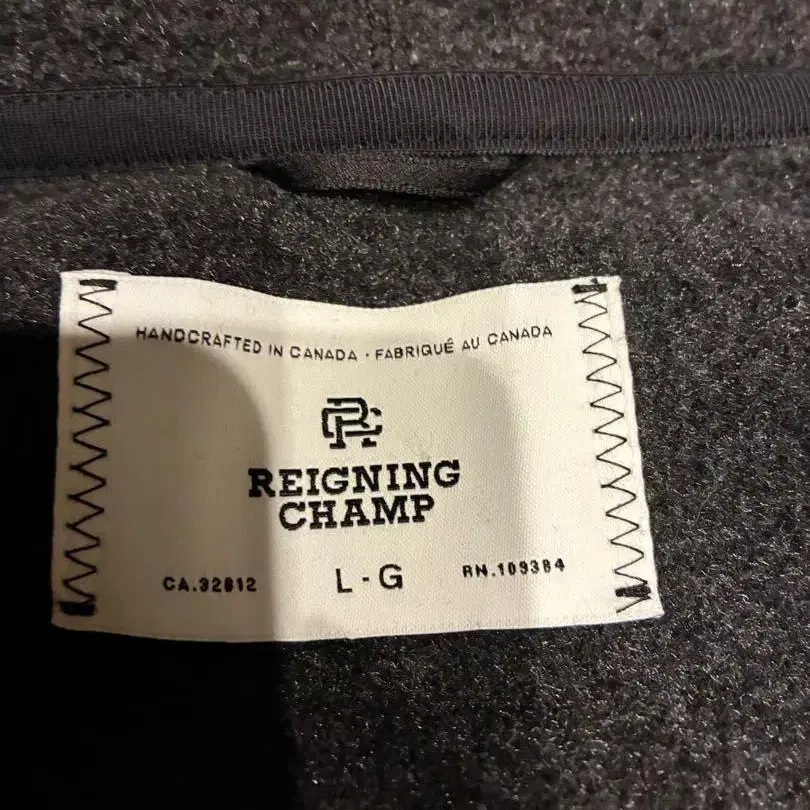 HANDCRAFTED IN CANADA · FABRIQUÉ AU CANADA
RC
REIGNING
CHAMP
CA.32812 L-G RN.109384